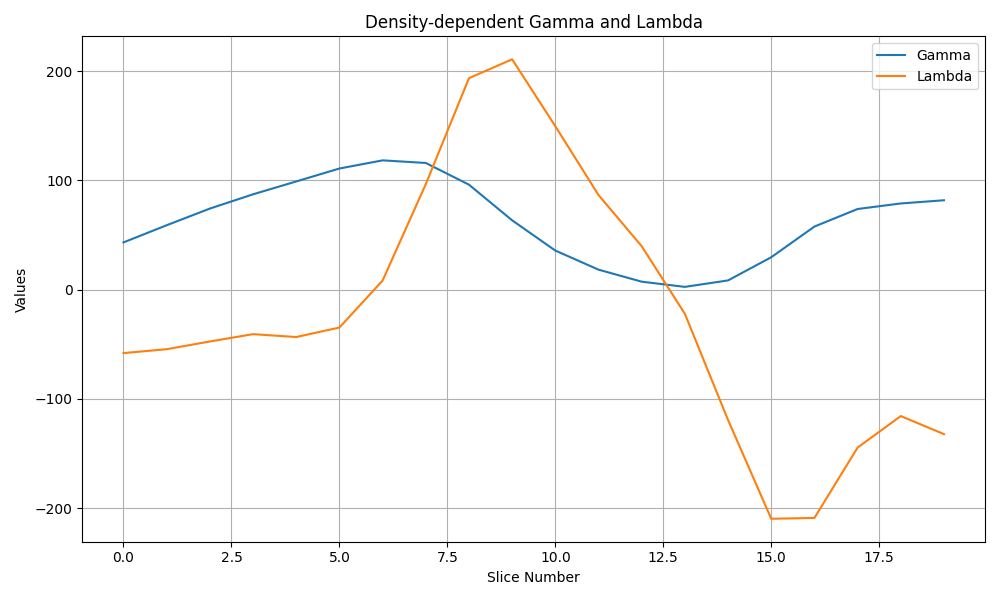 Density-dependent Gamma and Lambda
Gamma
Lambda
200
100
0
−100
−200
Values
0.0 2.5 5.0 7.5 10.0 12.5 15.0 17.5
Slice Number